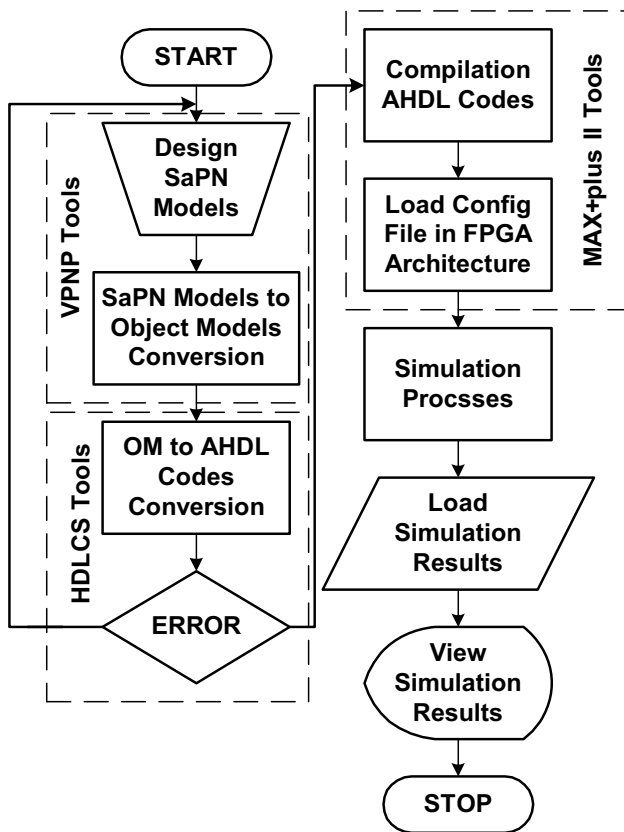 START
VPNP Tools
Design
SaPN
Models
SaPN Models to
Object Models
Conversion
HDLCS Tools
OM to AHDL
Codes
Conversion
ERROR
MAX+plus II Tools
Compilation
AHDL Codes
Load Config
File in FPGA
Architecture
Simulation
Procsses
Load
Simulation
Results
View
Simulation
Results
STOP